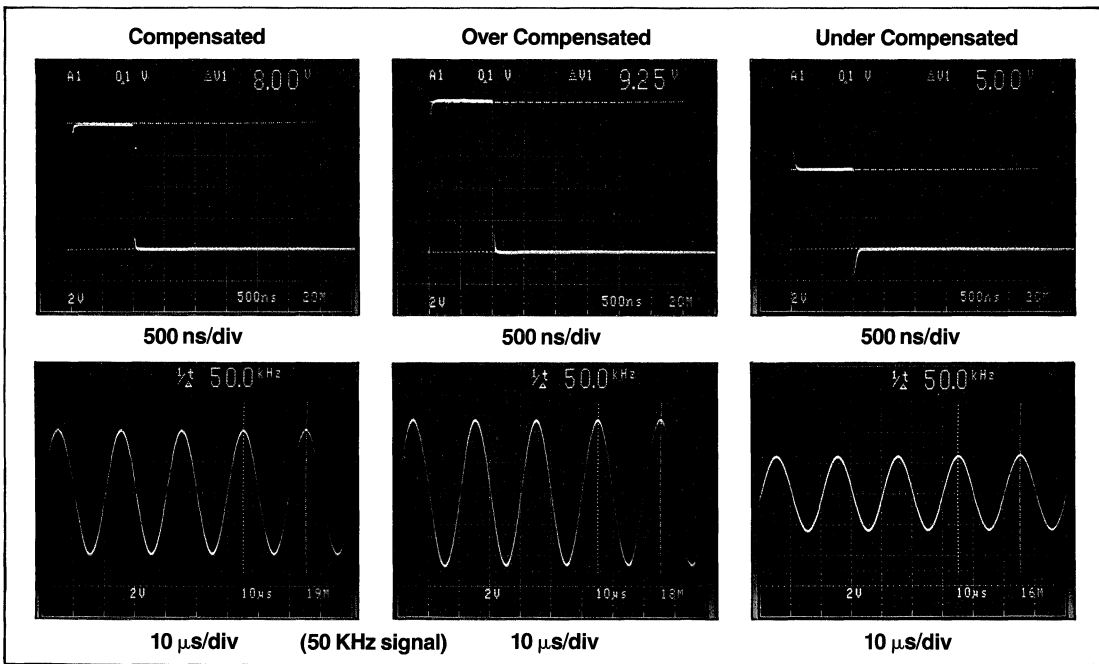 Compensated
Over Compensated
Under Compensated
A1 0.1 V ΔV1 8.00 V
A1 0.1 V ΔV1 9.25 V
A1 0.1 V ΔV1 5.00 V
2V 500ns 20M
2V 500ns 20M
2V 500ns 20M
500 ns/div
500 ns/div
500 ns/div
1/Δt 50.0 kHz
1/Δt 50.0 kHz
1/Δt 50.0 kHz
2V 10µs 19M
2V 10µs 18M
2V 10µs 16M
10 µs/div (50 KHz signal) 10 µs/div
10 µs/div